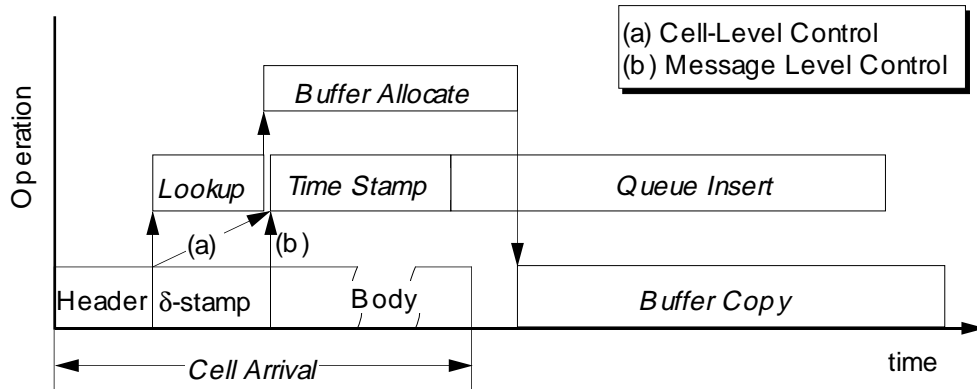 (a) Cell-Level Control
(b) Message Level Control
Operation
Buffer Allocate
Lookup
Time Stamp
Queue Insert
(a)
(b)
Header
δ-stamp
Body
Buffer Copy
Cell Arrival
time